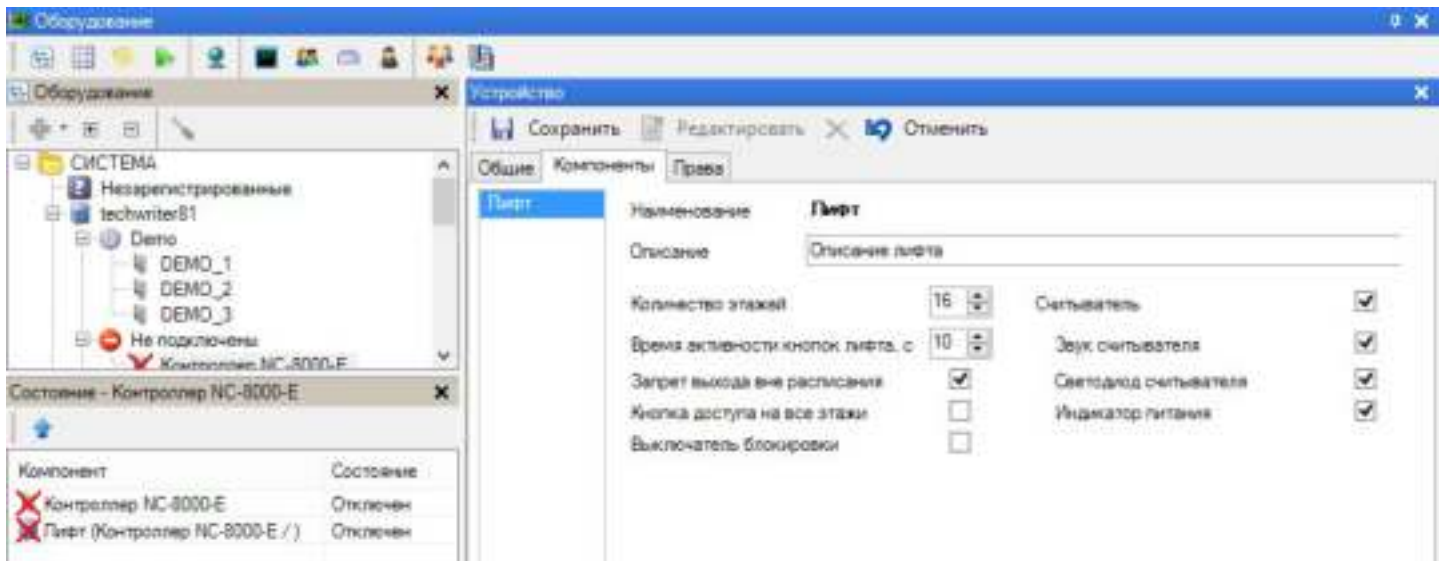 Оборудование
Оборудование
СИСТЕМА
Незарегистрированные
techwriter81
Demo
DEMO_1
DEMO_2
DEMO_3
Не подключены
Контроллер NC-8000-E
Состояние - Контроллер NC-8000-E
Компонент Состояние
Контроллер NC-8000-E Отключен
Лифт (Контроллер NC-8000-E / ) Отключен
Устройство
Сохранить Редактировать Отменить
Общие Компоненты Права
Лифт
Наименование Лифт
Описание Описание лифта
Количество этажей 16 Считыватель
Время активности кнопок лифта, с 10 Звук считывателя
Запрет выхода вне расписания Светодиод считывателя
Кнопка доступа на все этажи Индикатор питания
Выключатель блокировки